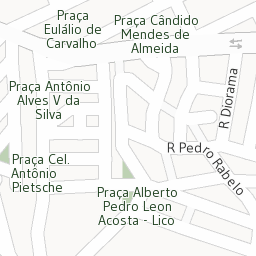 Praça
Eulálio de
Carvalho
Praça Cândido
Mendes de
Almeida
Praça Antônio
Alves V da
Silva
R Diorama
R Pedro Rabelo
Praça Cel.
Antônio
Pietsche
Praça Alberto
Pedro Leon
Acosta - Lico